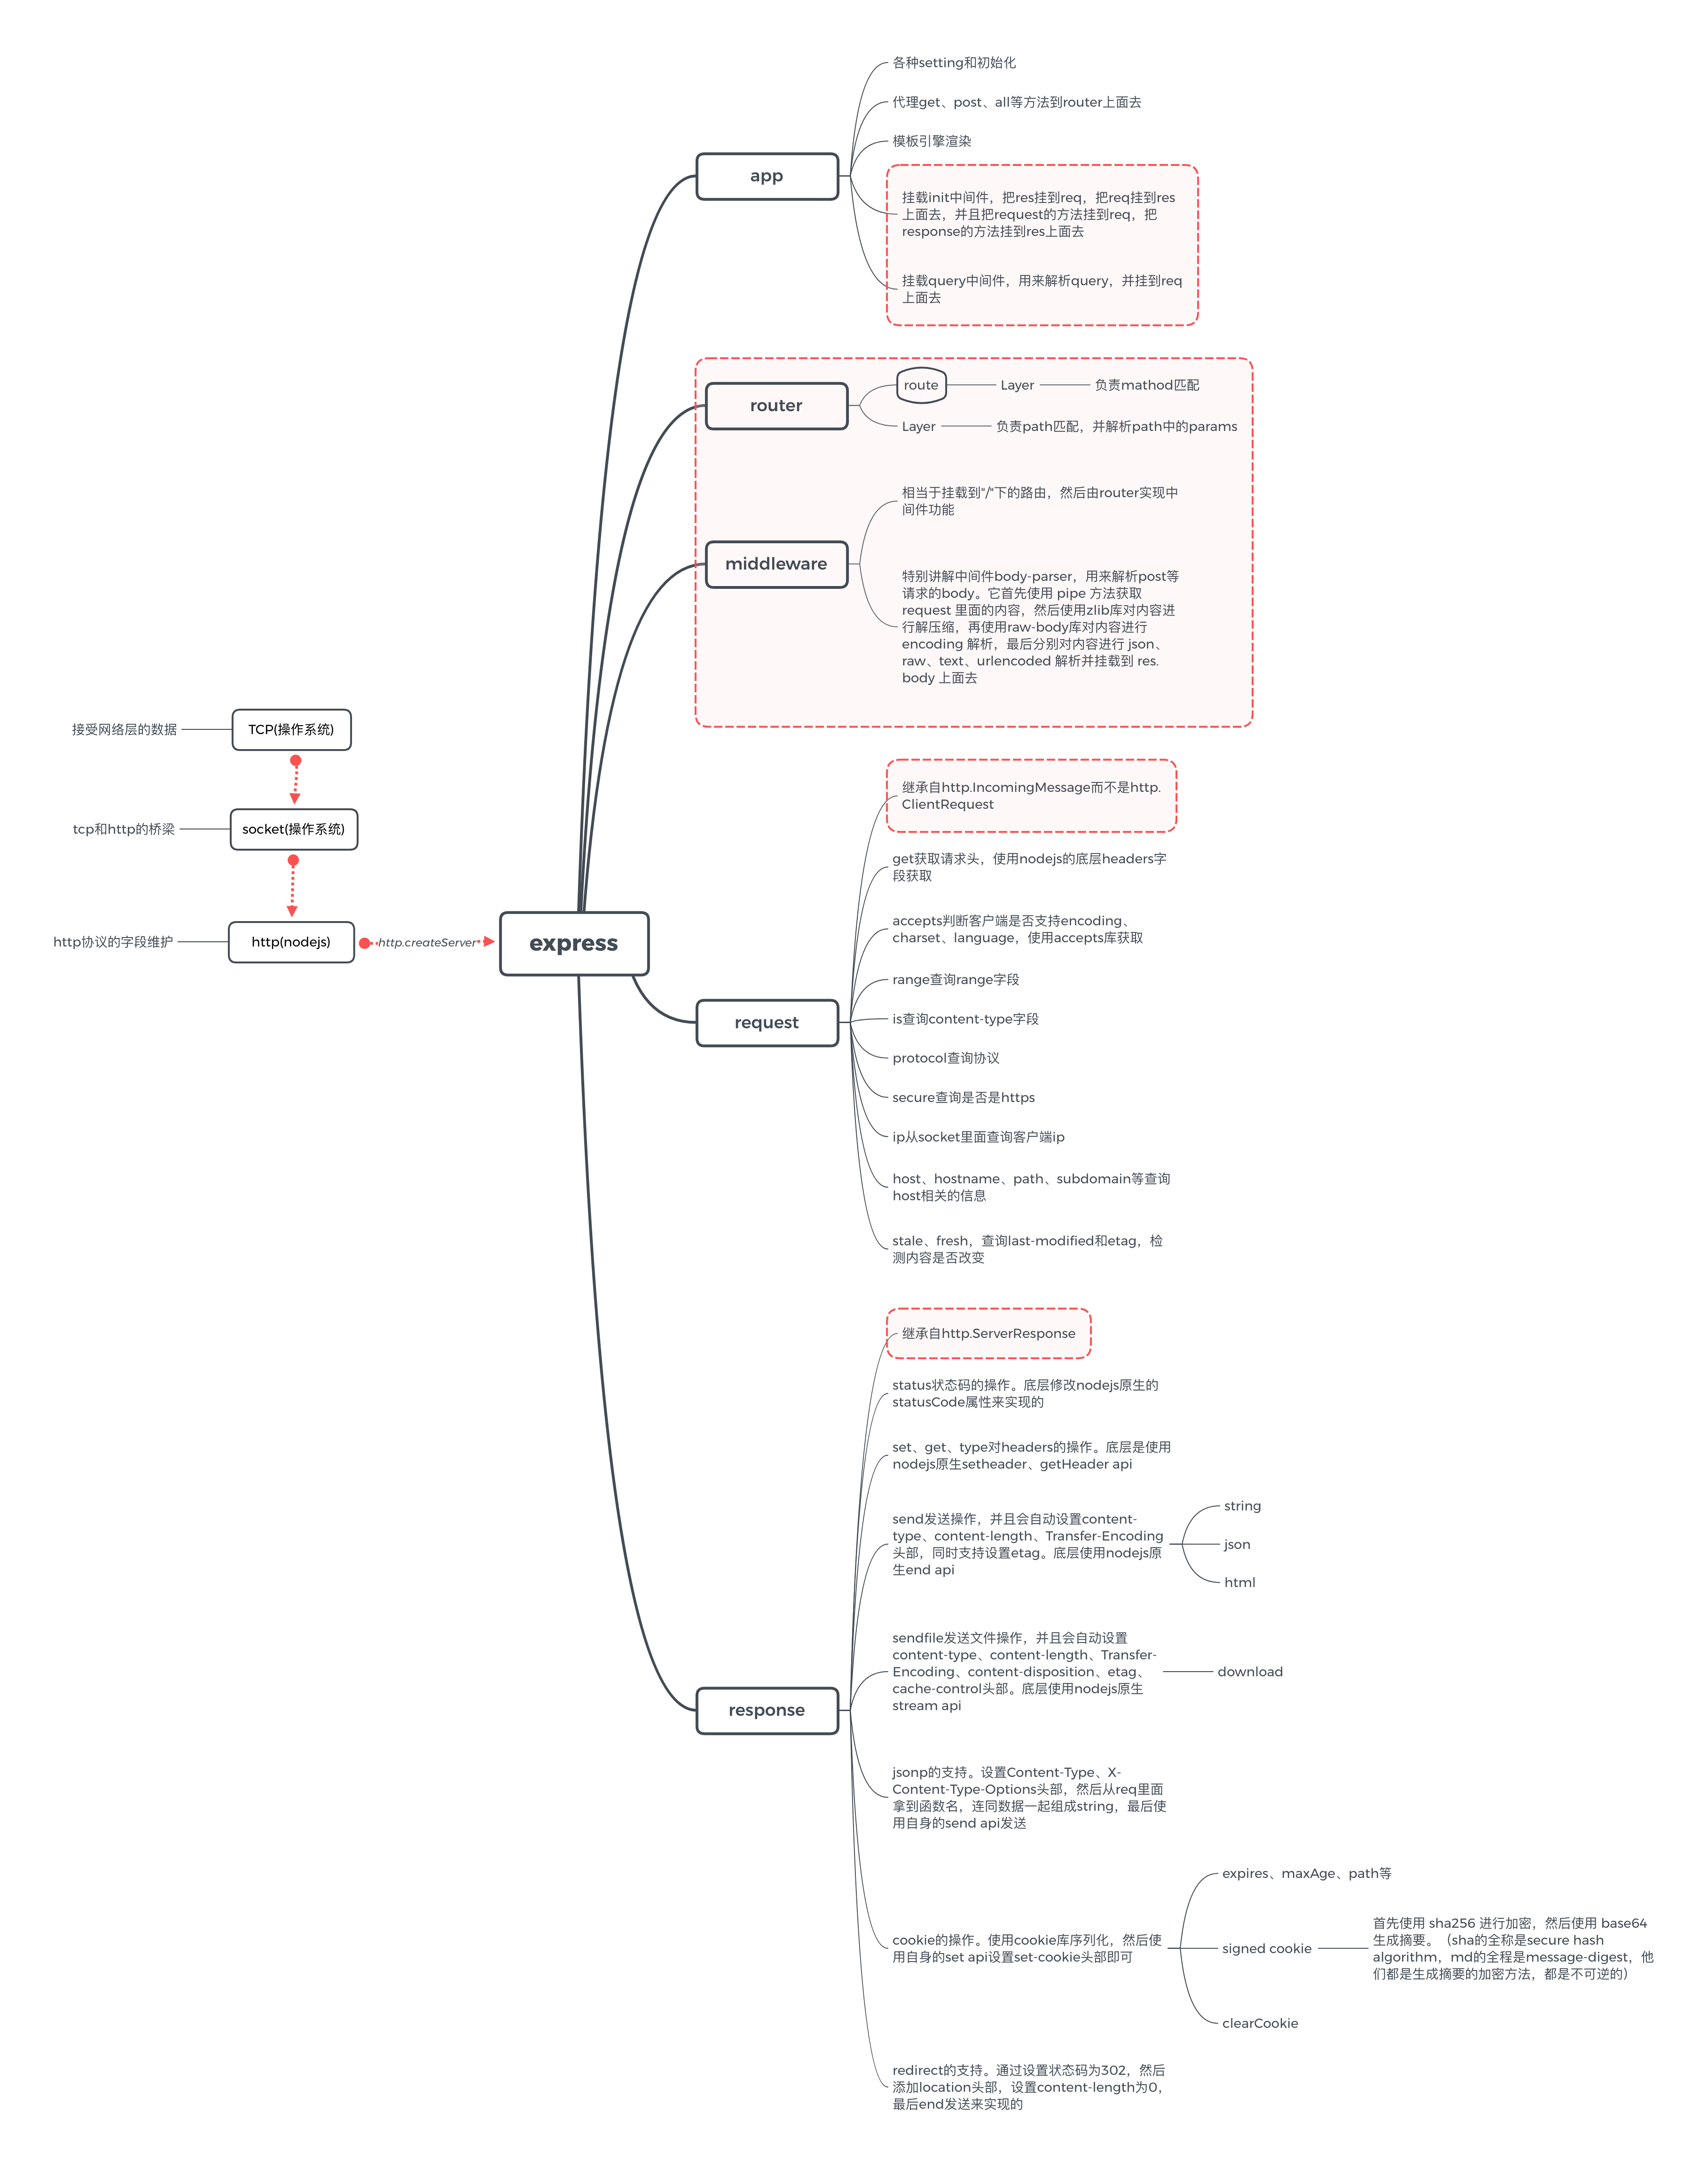 各种setting和初始化
代理get、post、all等方法到router上面去
模板引擎渲染
app
挂载init中间件，把res挂到req，把req挂到res
上面去，并且把request的方法挂到req，把
response的方法挂到res上面去
挂载query中间件，用来解析query，并挂到req
上面去
router
route
Layer
负责mathod匹配
Layer
负责path匹配，并解析path中的params
middleware
相当于挂载到"/"下的路由，然后由router实现中
间件功能
特别讲解中间件body-parser，用来解析post等
请求的body。它首先使用 pipe 方法获取
request 里面的内容，然后使用zlib库对内容进
行解压缩，再使用raw-body库对内容进行
encoding 解析，最后分别对内容进行 json、
raw、text、urlencoded 解析并挂载到 res.
body 上面去
接受网络层的数据
TCP(操作系统)
tcp和http的桥梁
socket(操作系统)
http协议的字段维护
http(nodejs)
http.createServer
express
request
继承自http.IncomingMessage而不是http.
ClientRequest
get获取请求头，使用nodejs的底层headers字
段获取
accepts判断客户端是否支持encoding、
charset、language，使用accepts库获取
range查询range字段
is查询content-type字段
protocol查询协议
secure查询是否是https
ip从socket里面查询客户端ip
host、hostname、path、subdomain等查询
host相关的信息
stale、fresh，查询last-modified和etag，检
测内容是否改变
response
继承自http.ServerResponse
status状态码的操作。底层修改nodejs原生的
statusCode属性来实现的
set、get、type对headers的操作。底层是使用
nodejs原生setheader、getHeader api
send发送操作，并且会自动设置content-
type、content-length、Transfer-Encoding
头部，同时支持设置etag。底层使用nodejs原
生end api
string
json
html
sendfile发送文件操作，并且会自动设置
content-type、content-length、Transfer-
Encoding、content-disposition、etag、
cache-control头部。底层使用nodejs原生
stream api
download
jsonp的支持。设置Content-Type、X-
Content-Type-Options头部，然后从req里面
拿到函数名，连同数据一起组成string，最后使
用自身的send api发送
cookie的操作。使用cookie库序列化，然后使
用自身的set api设置set-cookie头部即可
expires、maxAge、path等
signed cookie
首先使用 sha256 进行加密，然后使用 base64
生成摘要。（sha的全称是secure hash
algorithm，md的全程是message-digest，他
们都是生成摘要的加密方法，都是不可逆的）
clearCookie
redirect的支持。通过设置状态码为302，然后
添加location头部，设置content-length为0，
最后end发送来实现的